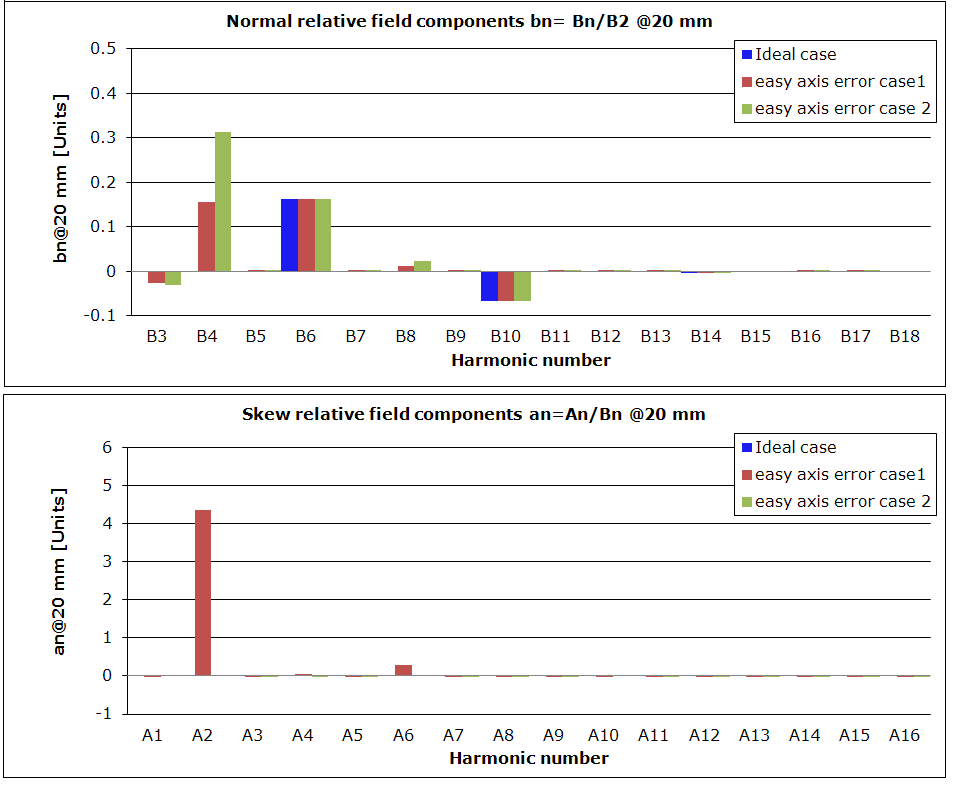 Normal relative field components bn= Bn/B2 @20 mm
Ideal case
easy axis error case1
easy axis error case 2
bn@20 mm [Units]
0.5
0.4
0.3
0.2
0.1
0
-0.1
B3 B4 B5 B6 B7 B8 B9 B10 B11 B12 B13 B14 B15 B16 B17 B18
Harmonic number
Skew relative field components an=An/Bn @20 mm
Ideal case
easy axis error case1
easy axis error case 2
an@20 mm [Units]
6
5
4
3
2
1
0
-1
A1 A2 A3 A4 A5 A6 A7 A8 A9 A10 A11 A12 A13 A14 A15 A16
Harmonic number